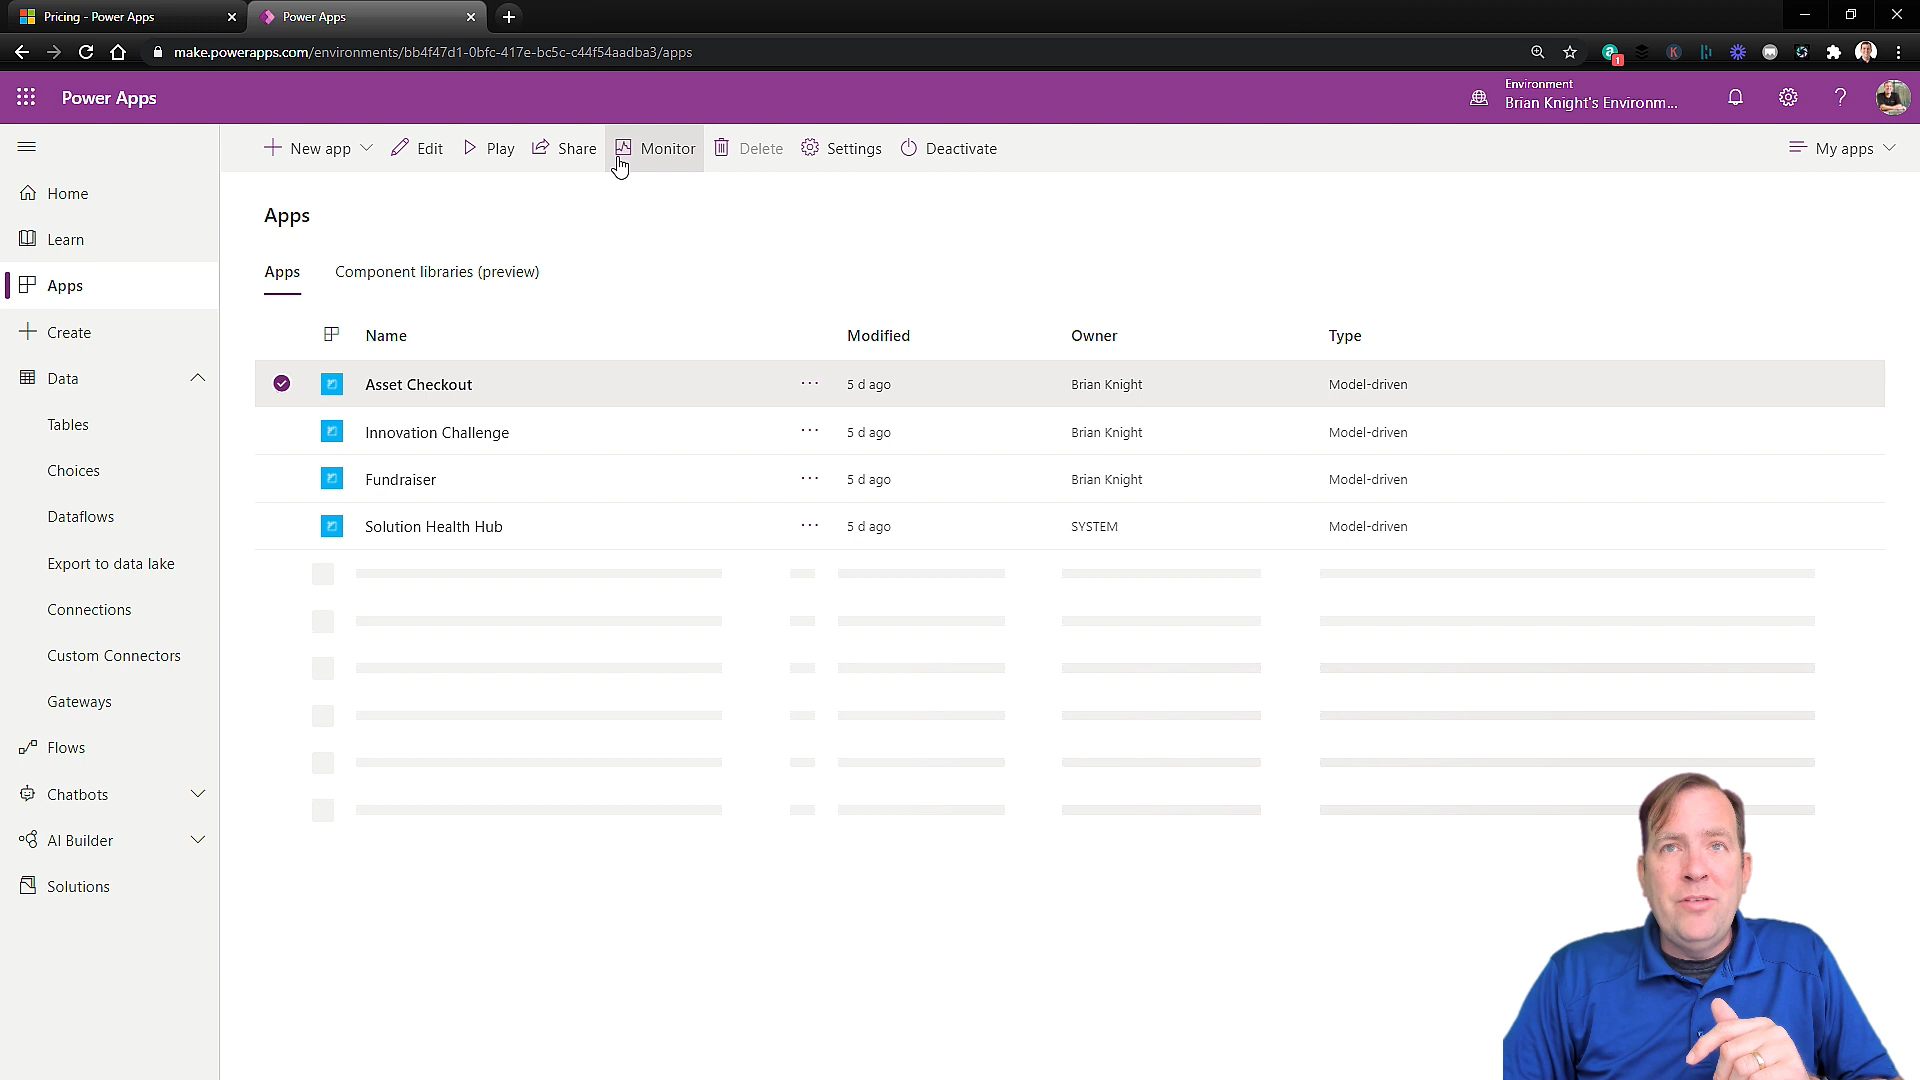 Pricing - Power Apps
Power Apps
make.powerapps.com/environments/bb4f47d1-0bfc-417e-bc5c-c44f54aadba3/apps
1
Power Apps
Environment
Brian Knight's Environm...
New app
Edit
Play
Share
Monitor
Delete
Settings
Deactivate
My apps
Home
Learn
Apps
Create
Data
Tables
Choices
Dataflows
Export to data lake
Connections
Custom Connectors
Gateways
Flows
Chatbots
AI Builder
Solutions
Apps
Apps Component libraries (preview)
Name Modified Owner Type
Asset Checkout ... 5 d ago Brian Knight Model-driven
Innovation Challenge ... 5 d ago Brian Knight Model-driven
Fundraiser ... 5 d ago Brian Knight Model-driven
Solution Health Hub ... 5 d ago SYSTEM Model-driven